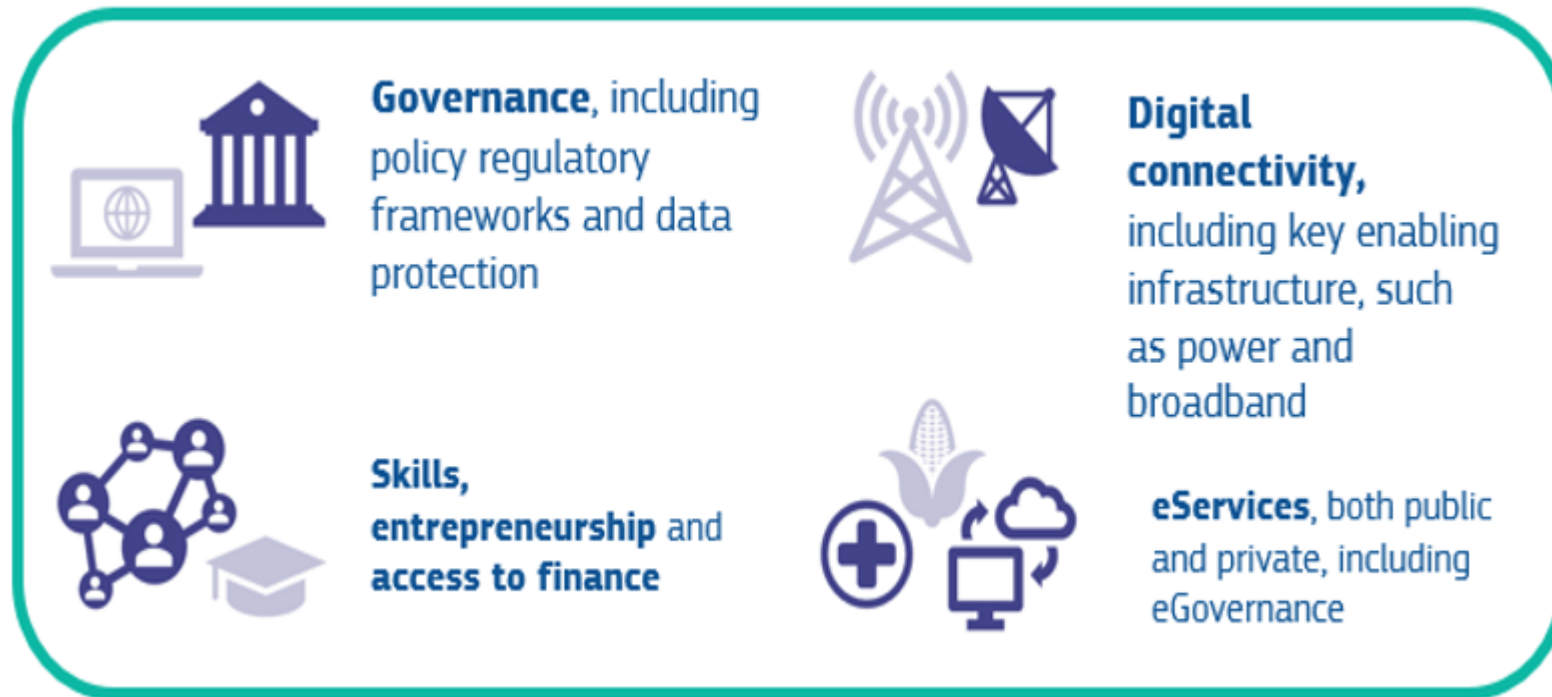 Governance, including
policy regulatory
frameworks and data
protection
Digital
connectivity,
including key enabling
infrastructure, such
as power and
broadband
Skills,
entrepreneurship and
access to finance
eServices, both public
and private, including
eGovernance